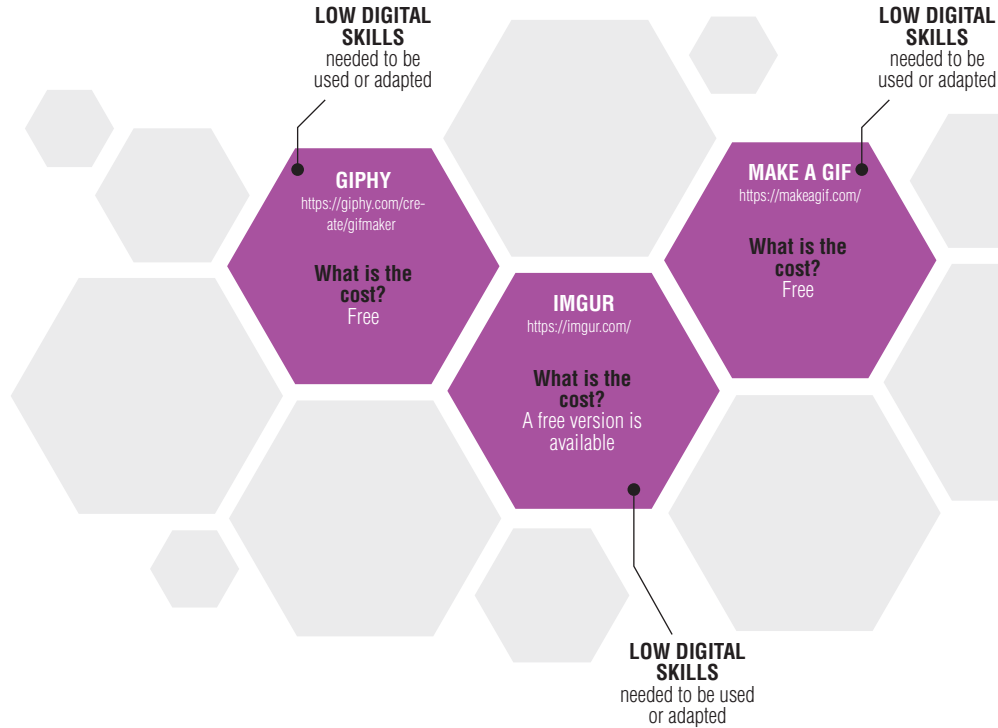 LOW DIGITAL
SKILLS
needed to be
used or adapted
GIPHY
https://giphy.com/cre-
ate/gifmaker
What is the
cost?
Free
IMGUR
https://imgur.com/
What is the
cost?
A free version is
available
LOW DIGITAL
SKILLS
needed to be used
or adapted
LOW DIGITAL
SKILLS
needed to be
used or adapted
MAKE A GIF
https://makeagif.com/
What is the
cost?
Free